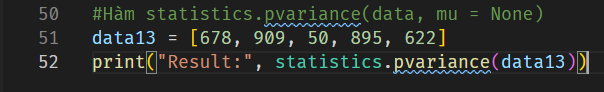 50 #Hàm statistics.pvariance(data, mu = None)
51 data13 = [678, 909, 50, 895, 622]
52 print("Result:", statistics.pvariance(data13))